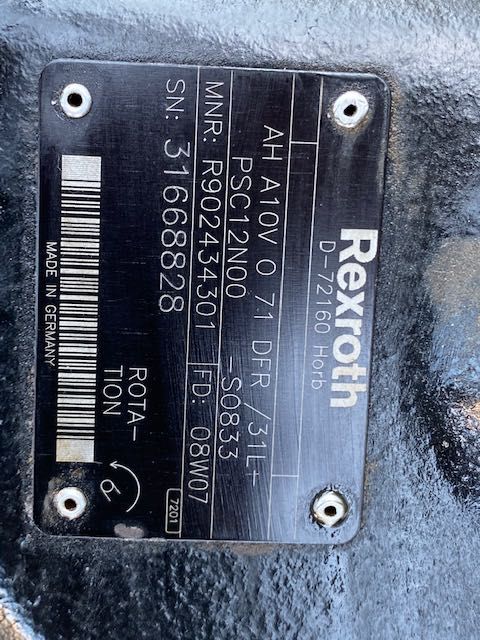 Rexroth
D-72160 Horb
AH A10V O 71 DFR /31L+
PSC12N00 -S0833
MNR: R902434301 FD: 08W07
SN: 31668828
ROTA-
TION
7201
MADE IN GERMANY